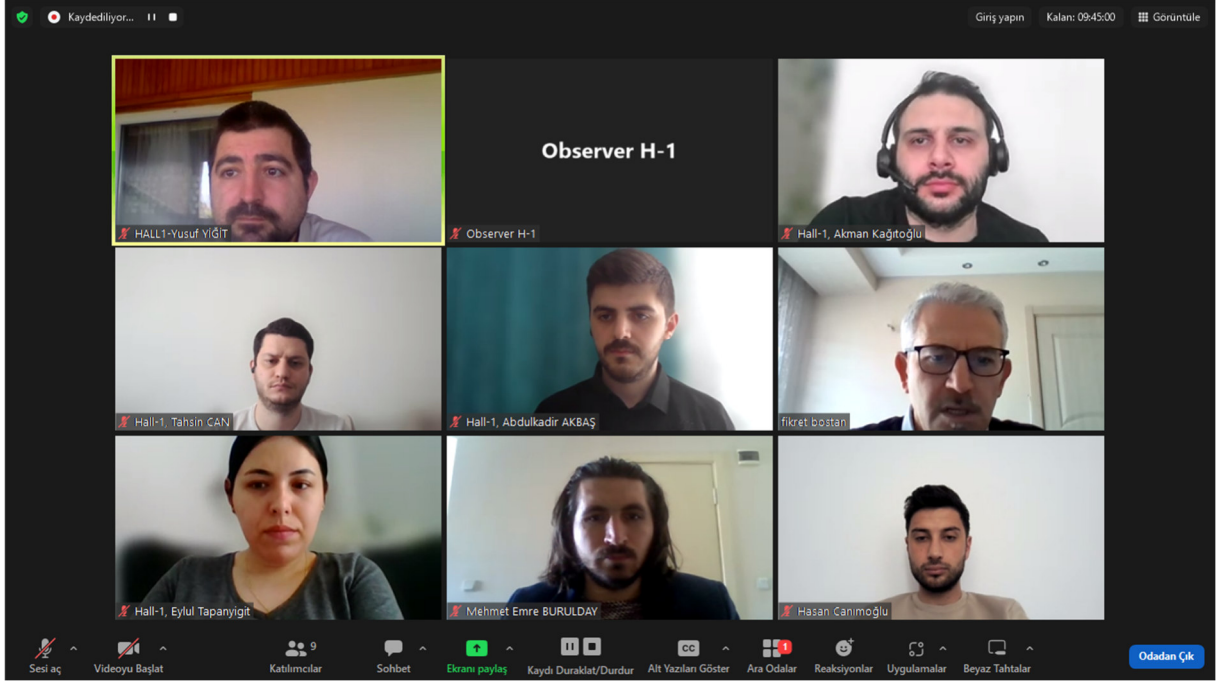 Kaydediliyor...
Giriş yapın
Kalan: 09:45:00
Görüntüle
HALL1-Yusuf YİĞİT
Observer H-1
Observer H-1
Hall-1, Akman Kağıtoğlu
Hall-1, Tahsin CAN
Hall-1, Abdulkadir AKBAŞ
fikret bostan
Hall-1, Eylul Tapanyigit
Mehmet Emre BURULDAY
Hasan Canımoğlu
Sesi aç
Videoyu Başlat
9
Katılımcılar
Sohbet
Ekranı paylaş
Kaydı Duraklat/Durdur
CC
Alt Yazıları Göster
1
Ara Odalar
Reaksiyonlar
Uygulamalar
Beyaz Tahtalar
Odadan Çık